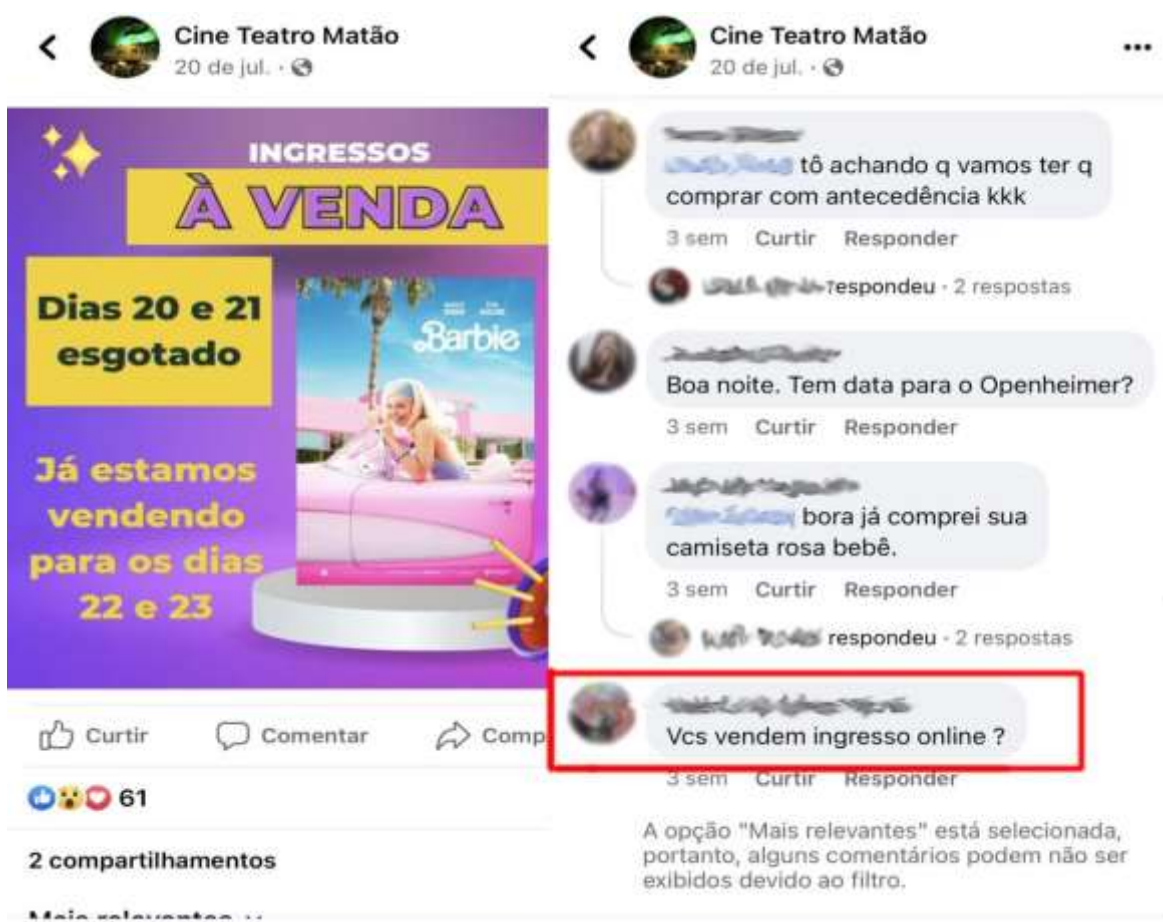 Cine Teatro Matão
20 de jul.
INGRESSOS
À VENDA
Dias 20 e 21
esgotado
Barbie
Já estamos
vendendo
para os dias
22 e 23
Curtir Comentar Comp
61
2 compartilhamentos
Mais relevantes
Cine Teatro Matão
20 de jul.
tô achando q vamos ter q
comprar com antecedência kkk
3 sem Curtir Responder
respondeu · 2 respostas
Boa noite. Tem data para o Openheimer?
3 sem Curtir Responder
bora já comprei sua
camiseta rosa bebê.
3 sem Curtir Responder
respondeu · 2 respostas
Vcs vendem ingresso online ?
3 sem Curtir Responder
A opção "Mais relevantes" está selecionada,
portanto, alguns comentários podem não ser
exibidos devido ao filtro.